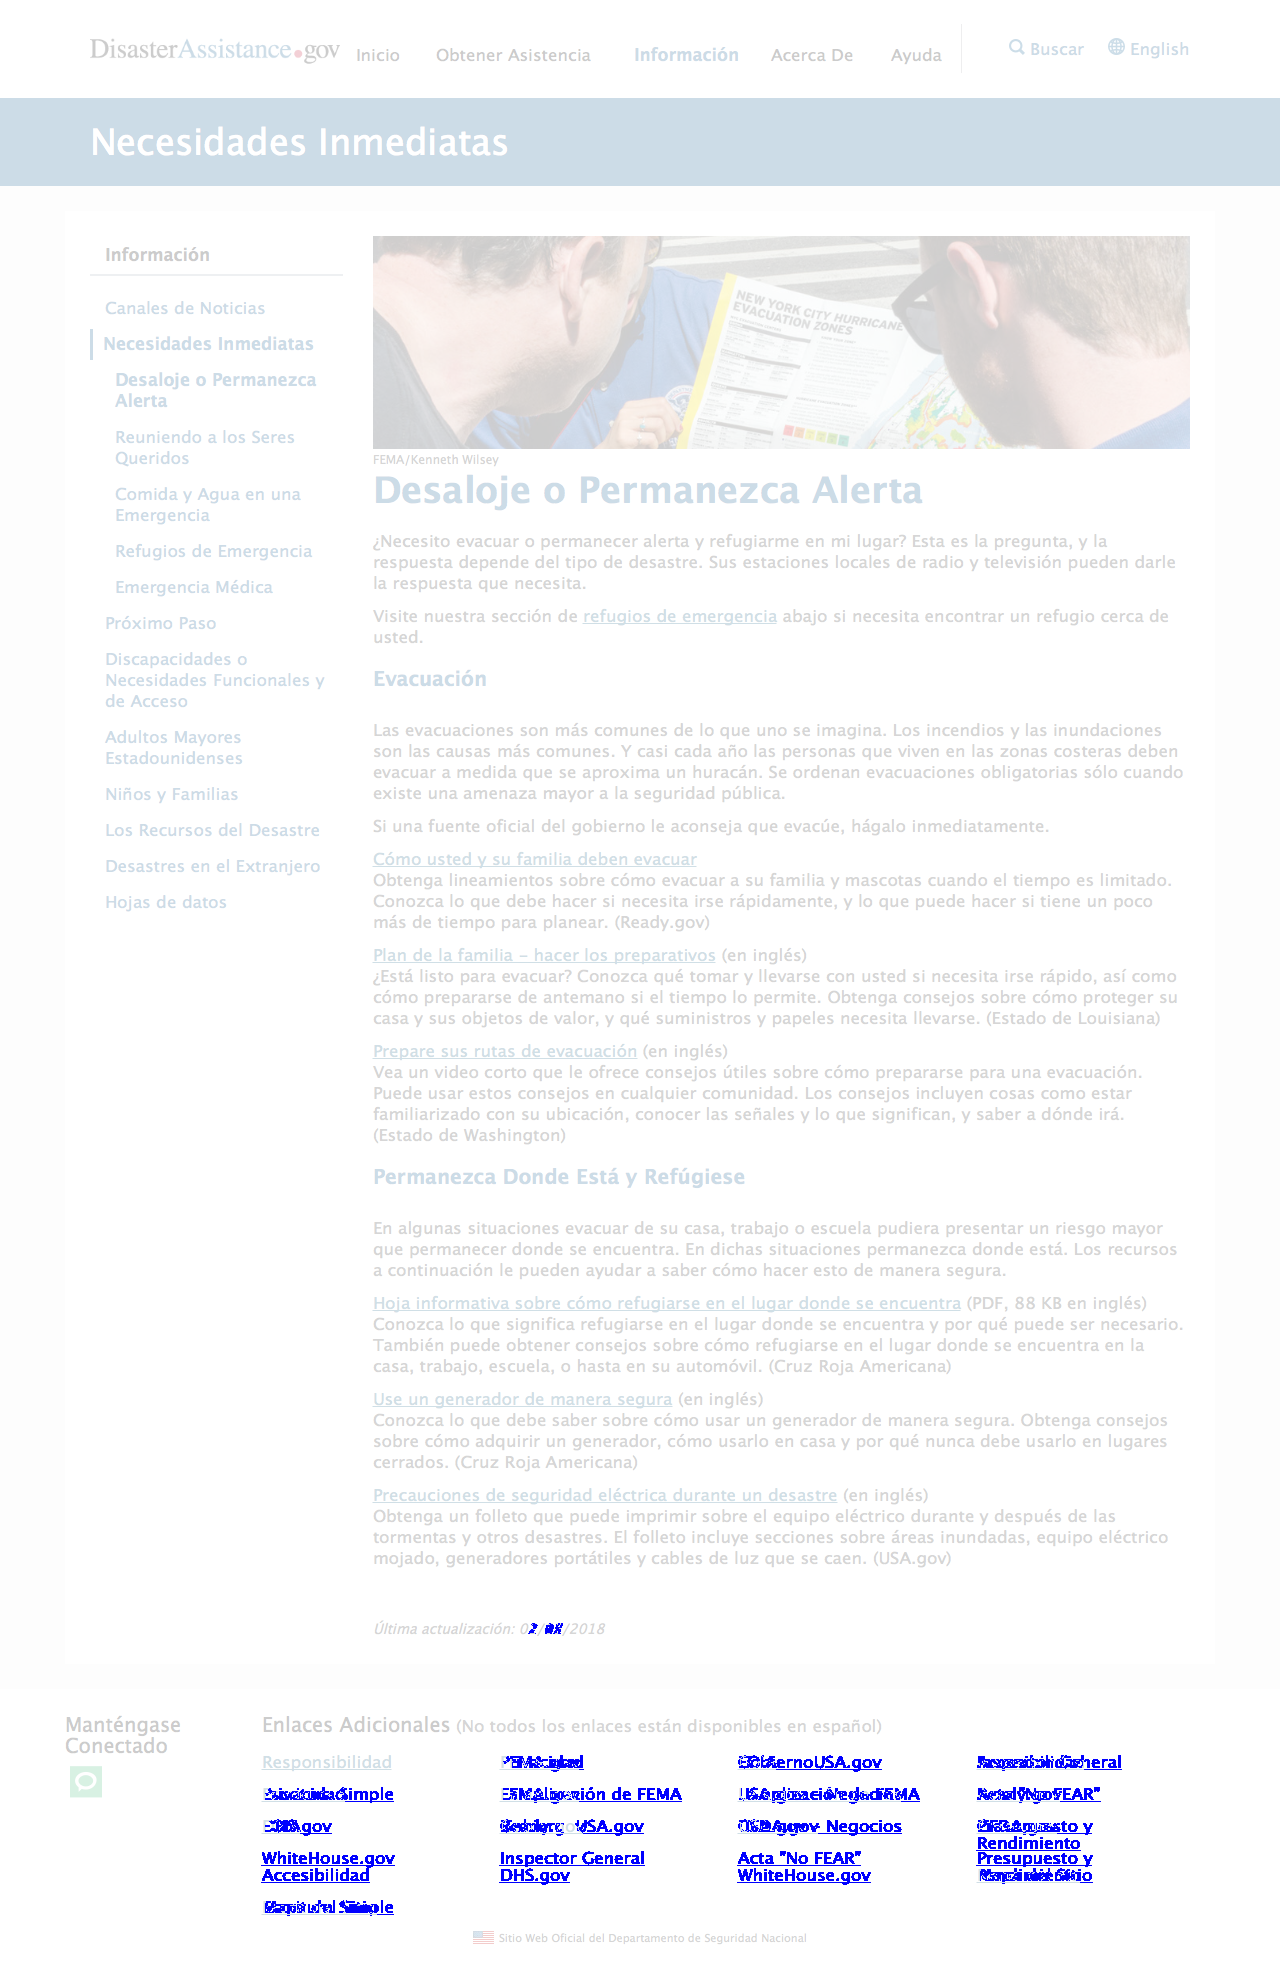 DisasterAssistance.gov Inicio Obtener Asistencia Información Acerca De Ayuda Buscar English
Necesidades Inmediatas
Información
Canales de Noticias
Necesidades Inmediatas
Desaloje o Permanezca
Alerta
Reuniendo a los Seres
Queridos
Comida y Agua en una
Emergencia
Refugios de Emergencia
Emergencia Médica
Próximo Paso
Discapacidades o
Necesidades Funcionales y
de Acceso
Adultos Mayores
Estadounidenses
Niños y Familias
Los Recursos del Desastre
Desastres en el Extranjero
Hojas de datos
NEW YORK CITY HURRICANE
EVACUATION ZONES
FEMA/Kenneth Wilsey
Desaloje o Permanezca Alerta
¿Necesito evacuar o permanecer alerta y refugiarme en mi lugar? Esta es la pregunta, y la
respuesta depende del tipo de desastre. Sus estaciones locales de radio y televisión pueden darle
la respuesta que necesita.
Visite nuestra sección de refugios de emergencia abajo si necesita encontrar un refugio cerca de
usted.
Evacuación
Las evacuaciones son más comunes de lo que uno se imagina. Los incendios y las inundaciones
son las causas más comunes. Y casi cada año las personas que viven en las zonas costeras deben
evacuar a medida que se aproxima un huracán. Se ordenan evacuaciones obligatorias sólo cuando
existe una amenaza mayor a la seguridad pública.
Si una fuente oficial del gobierno le aconseja que evacúe, hágalo inmediatamente.
Cómo usted y su familia deben evacuar
Obtenga lineamientos sobre cómo evacuar a su familia y mascotas cuando el tiempo es limitado.
Conozca lo que debe hacer si necesita irse rápidamente, y lo que puede hacer si tiene un poco
más de tiempo para planear. (Ready.gov)
Plan de la familia – hacer los preparativos (en inglés)
¿Está listo para evacuar? Conozca qué tomar y llevarse con usted si necesita irse rápido, así como
cómo prepararse de antemano si el tiempo lo permite. Obtenga consejos sobre cómo proteger su
casa y sus objetos de valor, y qué suministros y papeles necesita llevarse. (Estado de Louisiana)
Prepare sus rutas de evacuación (en inglés)
Vea un video corto que le ofrece consejos útiles sobre cómo prepararse para una evacuación.
Puede usar estos consejos en cualquier comunidad. Los consejos incluyen cosas como estar
familiarizado con su ubicación, conocer las señales y lo que significan, y saber a dónde irá.
(Estado de Washington)
Permanezca Donde Está y Refúgiese
En algunas situaciones evacuar de su casa, trabajo o escuela pudiera presentar un riesgo mayor
que permanecer donde se encuentra. En dichas situaciones permanezca donde está. Los recursos
a continuación le pueden ayudar a saber cómo hacer esto de manera segura.
Hoja informativa sobre cómo refugiarse en el lugar donde se encuentra (PDF, 88 KB en inglés)
Conozca lo que significa refugiarse en el lugar donde se encuentra y por qué puede ser necesario.
También puede obtener consejos sobre cómo refugiarse en el lugar donde se encuentra en la
casa, trabajo, escuela, o hasta en su automóvil. (Cruz Roja Americana)
Use un generador de manera segura (en inglés)
Conozca lo que debe saber sobre cómo usar un generador de manera segura. Obtenga consejos
sobre cómo adquirir un generador, cómo usarlo en casa y por qué nunca debe usarlo en lugares
cerrados. (Cruz Roja Americana)
Precauciones de seguridad eléctrica durante un desastre (en inglés)
Obtenga un folleto que puede imprimir sobre el equipo eléctrico durante y después de las
tormentas y otros desastres. El folleto incluye secciones sobre áreas inundadas, equipo eléctrico
mojado, generadores portátiles y cables de luz que se caen. (USA.gov)
Última actualización: /2018
Manténgase
Conectado
Enlaces Adicionales (No todos los enlaces están disponibles en español)
Responsibilidad
WhiteHouse.gov Inspector General Acta "No FEAR" Presupuesto y
Accesibilidad DHS.gov WhiteHouse.gov
Sitio Web Oficial del Departamento de Seguridad Nacional